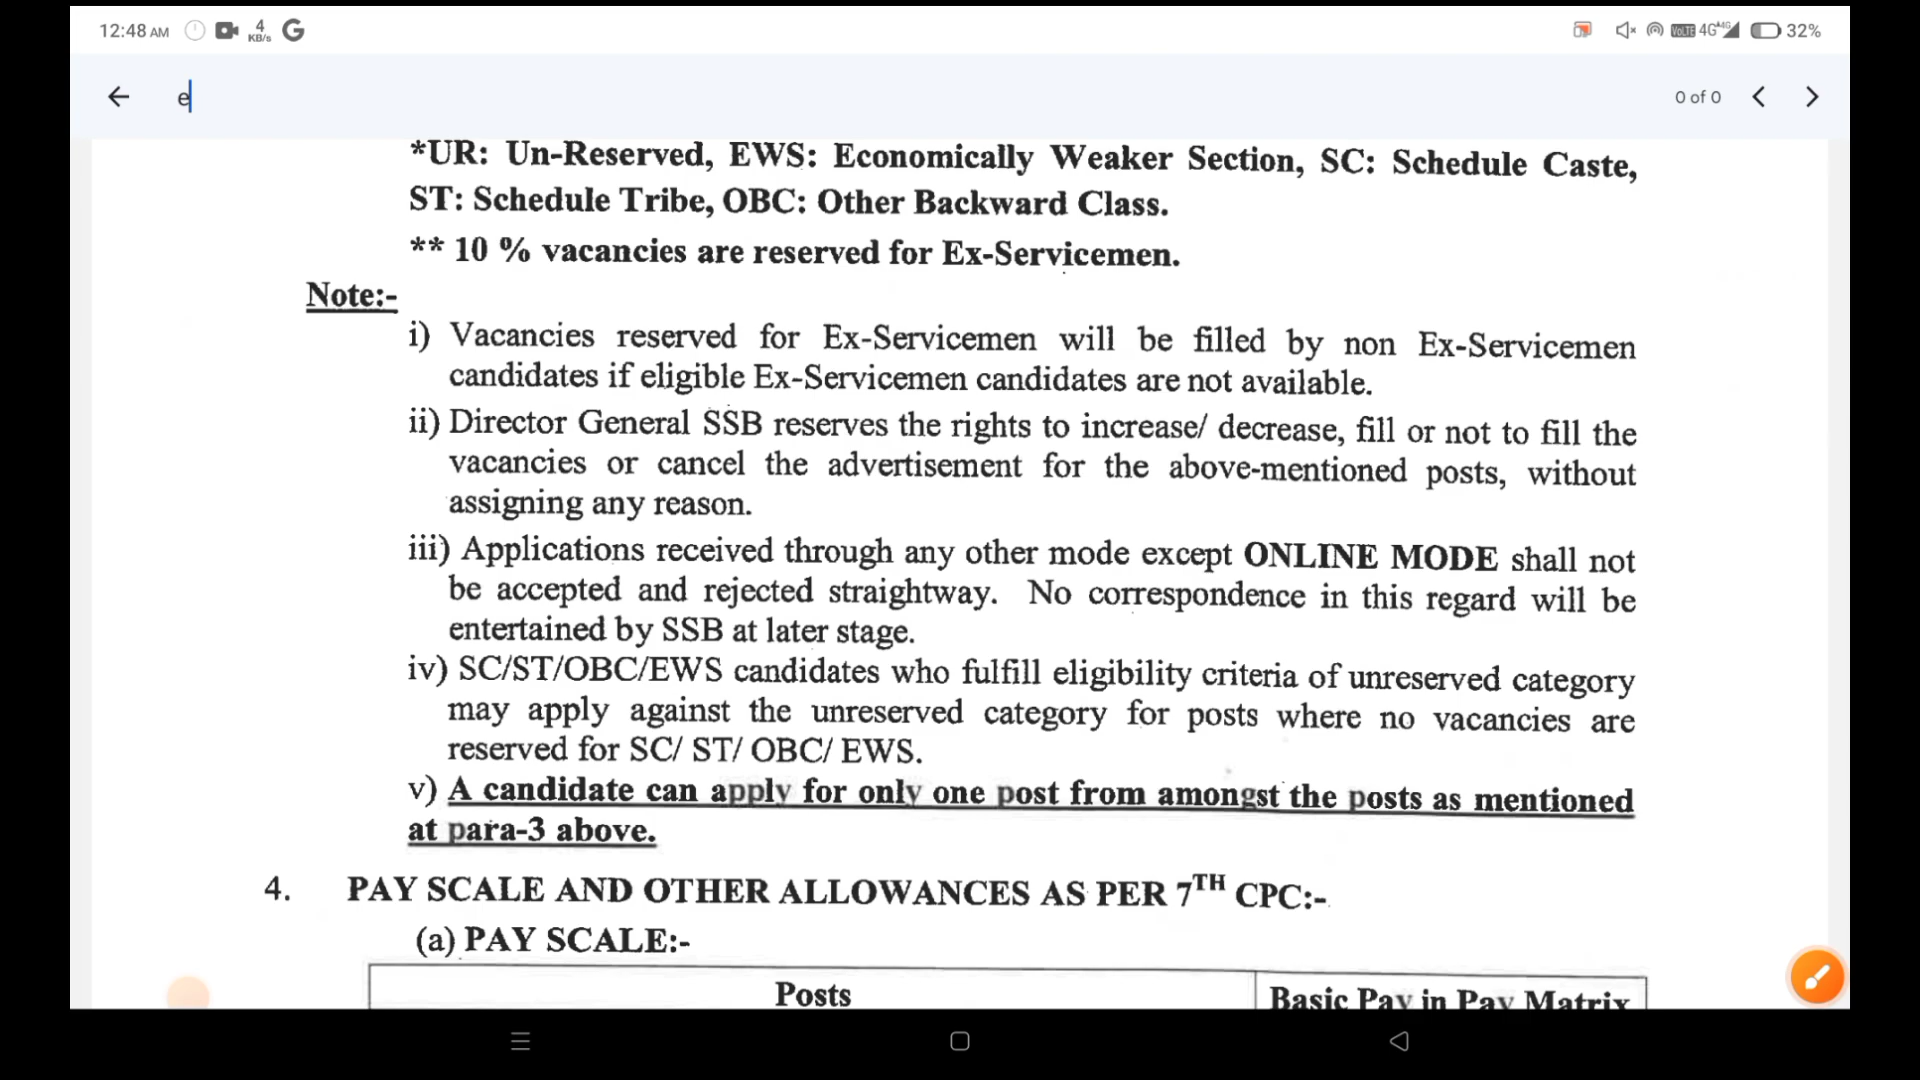 12:48 AM 4 KB/s G VoLTE 4G 4G 32%
e 0 of 0
*UR: Un-Reserved, EWS: Economically Weaker Section, SC: Schedule Caste,
ST: Schedule Tribe, OBC: Other Backward Class.
** 10 % vacancies are reserved for Ex-Servicemen.
Note:-
i) Vacancies reserved for Ex-Servicemen will be filled by non Ex-Servicemen
candidates if eligible Ex-Servicemen candidates are not available.
ii) Director General SSB reserves the rights to increase/ decrease, fill or not to fill the
vacancies or cancel the advertisement for the above-mentioned posts, without
assigning any reason.
iii) Applications received through any other mode except ONLINE MODE shall not
be accepted and rejected straightway. No correspondence in this regard will be
entertained by SSB at later stage.
iv) SC/ST/OBC/EWS candidates who fulfill eligibility criteria of unreserved category
may apply against the unreserved category for posts where no vacancies are
reserved for SC/ ST/ OBC/ EWS.
v) A candidate can apply for only one post from amongst the posts as mentioned
at para-3 above.
4. PAY SCALE AND OTHER ALLOWANCES AS PER 7TH CPC:-
(a) PAY SCALE:-
Posts Basic Pay in Pay Matrix